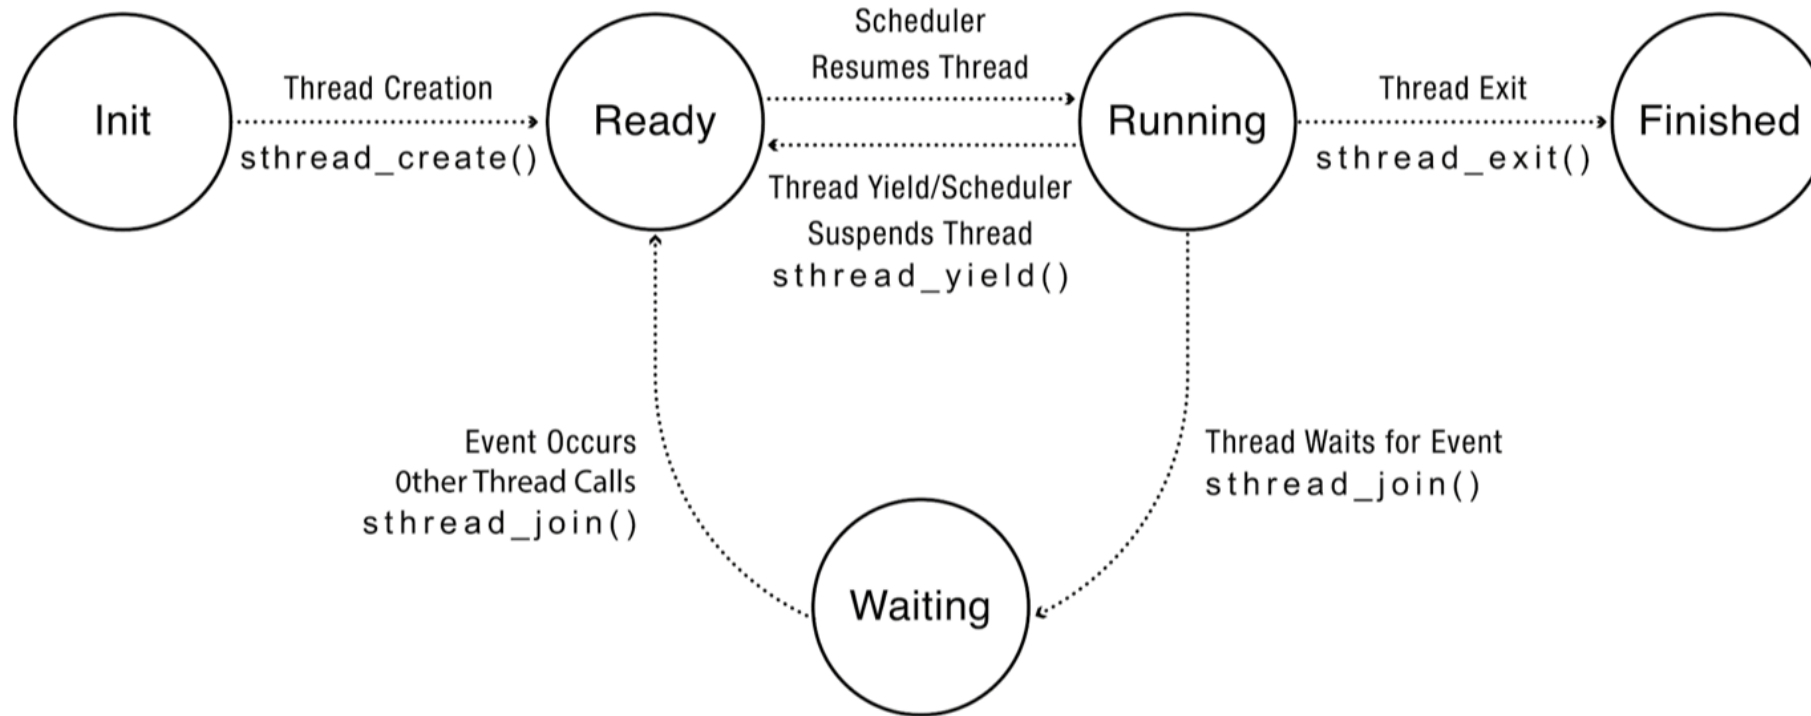 Init
Thread Creation
sthread_create()
Ready
Scheduler
Resumes Thread
Thread Yield/Scheduler
Suspends Thread
sthread_yield()
Running
Thread Exit
sthread_exit()
Finished
Event Occurs
Other Thread Calls
sthread_join()
Thread Waits for Event
sthread_join()
Waiting